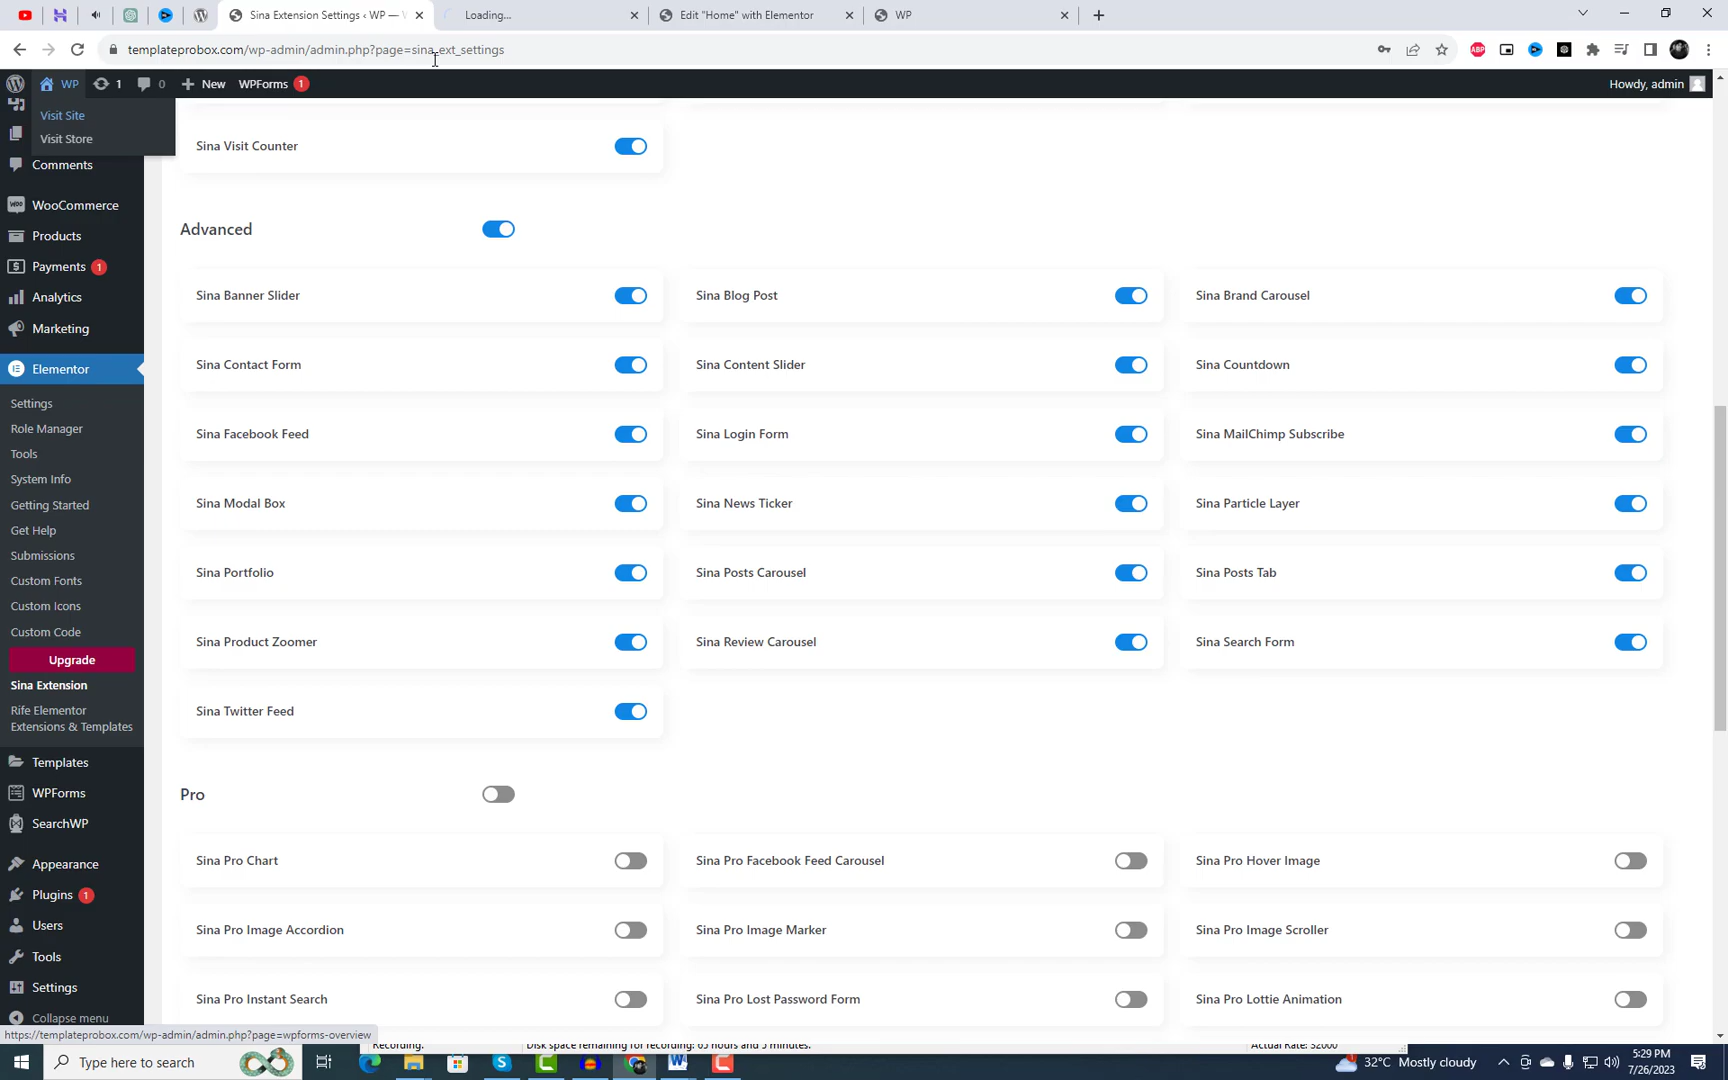 Sina Extension Settings ‹ WP — W
Loading...
Edit "Home" with Elementor
WP
templateprobox.com/wp-admin/admin.php?page=sina_ext_settings
WP
1
0
New
WPForms 1
Howdy, admin
Visit Site
Visit Store
Comments
WooCommerce
Products
Payments 1
Analytics
Marketing
Elementor
Settings
Role Manager
Tools
System Info
Getting Started
Get Help
Submissions
Custom Fonts
Custom Icons
Custom Code
Upgrade
Sina Extension
Rife Elementor
Extensions & Templates
Templates
WPForms
SearchWP
Appearance
Plugins 1
Users
Tools
Settings
Collapse menu
Sina Visit Counter
Advanced
Sina Banner Slider
Sina Blog Post
Sina Brand Carousel
Sina Contact Form
Sina Content Slider
Sina Countdown
Sina Facebook Feed
Sina Login Form
Sina MailChimp Subscribe
Sina Modal Box
Sina News Ticker
Sina Particle Layer
Sina Portfolio
Sina Posts Carousel
Sina Posts Tab
Sina Product Zoomer
Sina Review Carousel
Sina Search Form
Sina Twitter Feed
Pro
Sina Pro Chart
Sina Pro Facebook Feed Carousel
Sina Pro Hover Image
Sina Pro Image Accordion
Sina Pro Image Marker
Sina Pro Image Scroller
Sina Pro Instant Search
Sina Pro Lost Password Form
Sina Pro Lottie Animation
https://templateprobox.com/wp-admin/admin.php?page=wpforms-overview
Recording.
Disk space remaining for recording: 65 hours and 5 minutes.
Actual Rate: 32000
Type here to search
32°C Mostly cloudy
5:29 PM
7/26/2023